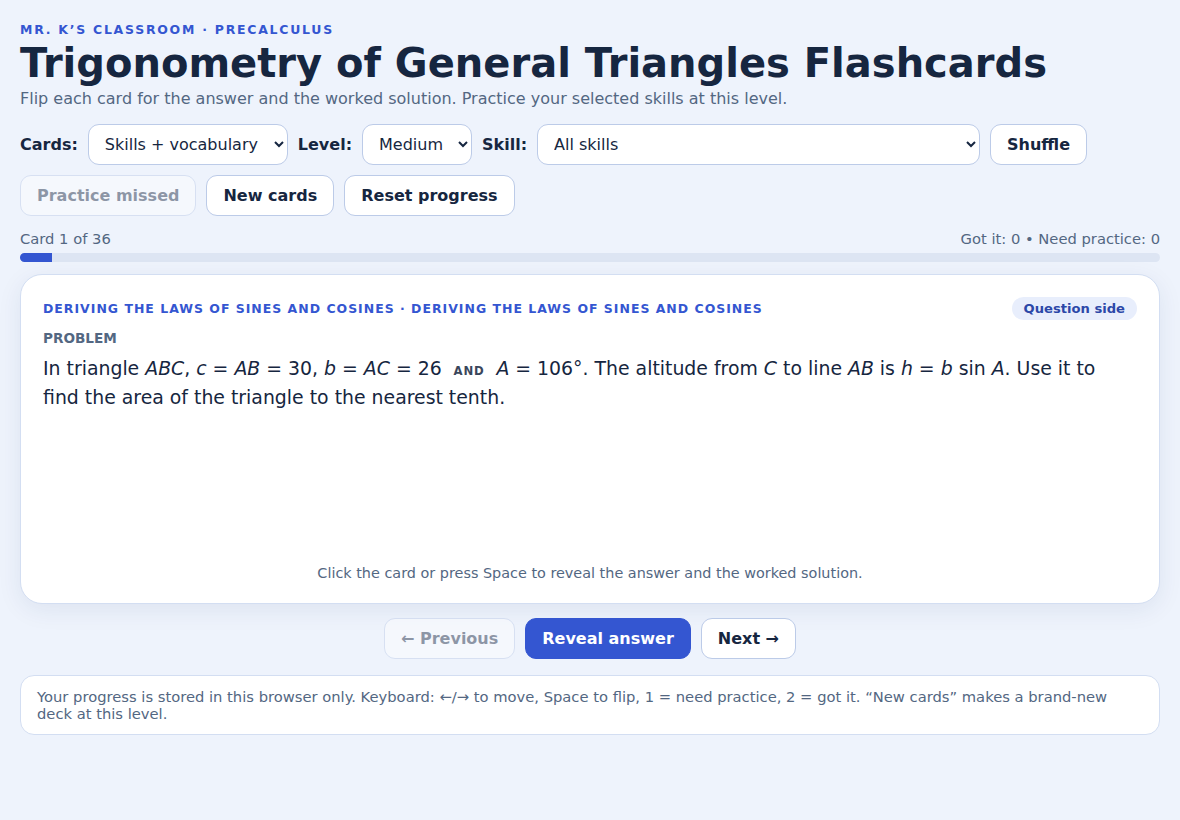 MR. K’S CLASSROOM · PRECALCULUS
Trigonometry of General Triangles Flashcards
Flip each card for the answer and the worked solution. Practice your selected skills at this level.
Cards: Skills + vocabulary Level: Medium Skill: All skills Shuffle
Practice missed New cards Reset progress
Card 1 of 36 Got it: 0 • Need practice: 0
DERIVING THE LAWS OF SINES AND COSINES · DERIVING THE LAWS OF SINES AND COSINES Question side
PROBLEM
In triangle ABC, c = AB = 30, b = AC = 26 AND A = 106°. The altitude from C to line AB is h = b sin A. Use it to
find the area of the triangle to the nearest tenth.
Click the card or press Space to reveal the answer and the worked solution.
← Previous Reveal answer Next →
Your progress is stored in this browser only. Keyboard: ←/→ to move, Space to flip, 1 = need practice, 2 = got it. “New cards” makes a brand-new
deck at this level.